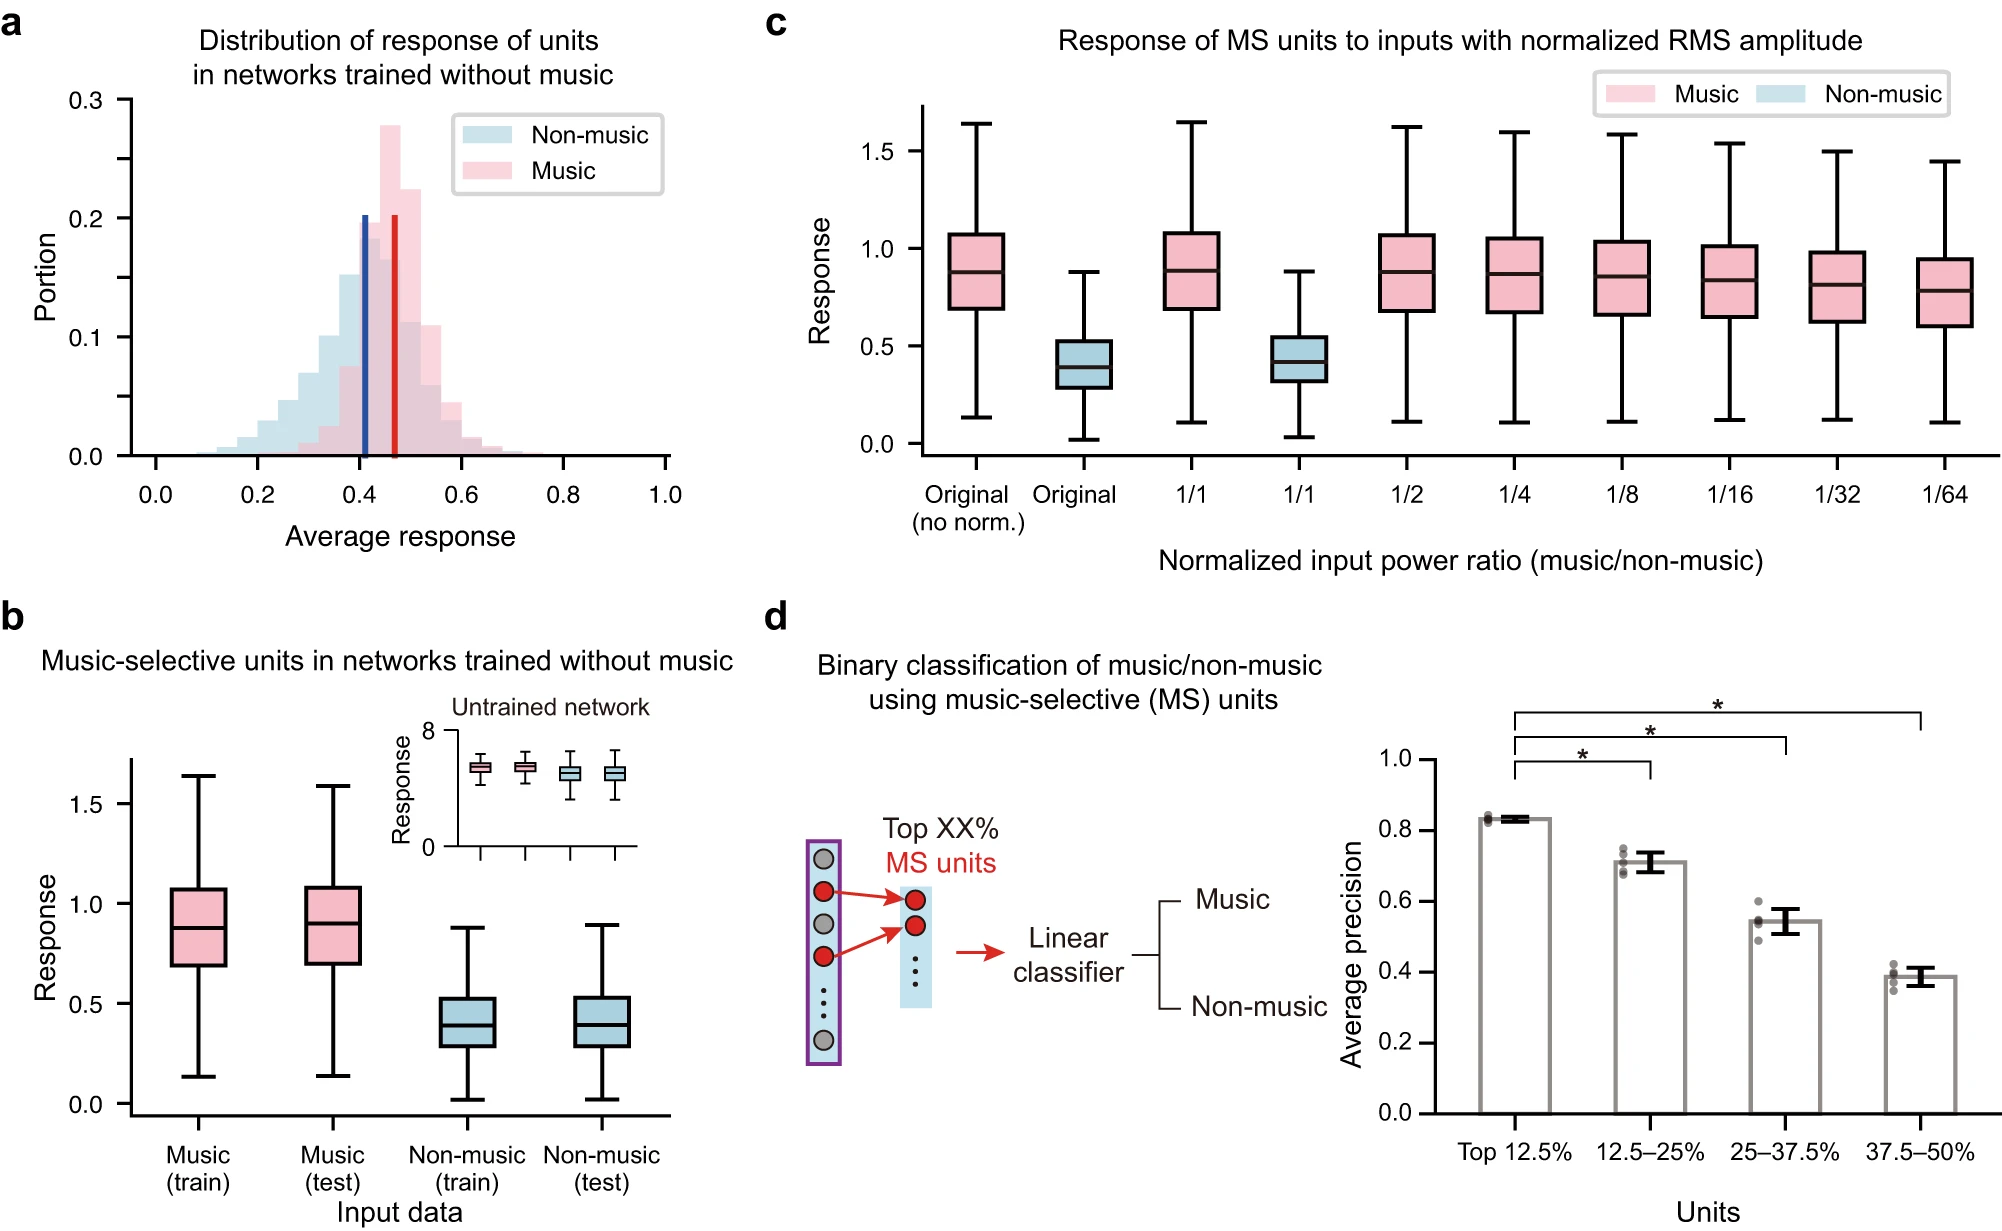 a
Distribution of response of units
in networks trained without music
0.3
0.2
0.1
0.0
Portion
Non-music
Music
0.0 0.2 0.4 0.6 0.8 1.0
Average response
b
Music-selective units in networks trained without music
Untrained network
8
0
Response
1.5
1.0
0.5
0.0
Response
Music Music Non-music Non-music
(train) (test) (train) (test)
Input data
c
Response of MS units to inputs with normalized RMS amplitude
Music Non-music
1.5
1.0
0.5
0.0
Response
Original Original 1/1 1/1 1/2 1/4 1/8 1/16 1/32 1/64
(no norm.)
Normalized input power ratio (music/non-music)
d
Binary classification of music/non-music
using music-selective (MS) units
Top XX%
MS units
Linear
classifier
Music
Non-music
*
*
*
1.0
0.8
0.6
0.4
0.2
0.0
Average precision
Top 12.5% 12.5–25% 25–37.5% 37.5–50%
Units